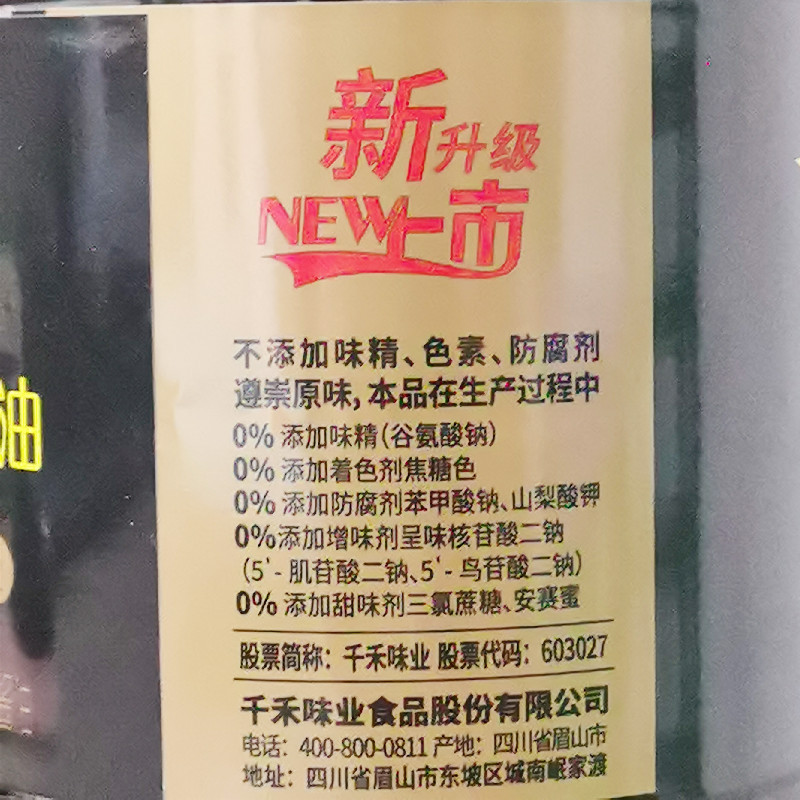 新升级
NEW上市
不添加味精、色素、防腐剂
遵崇原味,本品在生产过程中
0% 添加味精(谷氨酸钠)
0% 添加着色剂焦糖色
0% 添加防腐剂苯甲酸钠、山梨酸钾
0%添加增味剂呈味核苷酸二钠
(5'-肌苷酸二钠、5'-鸟苷酸二钠)
0% 添加甜味剂三氯蔗糖、安赛蜜
股票简称：千禾味业 股票代码：603027
千禾味业食品股份有限公司
电话：400-800-0811 产地：四川省眉山市
地址：四川省眉山市东坡区城南岷家渡
油